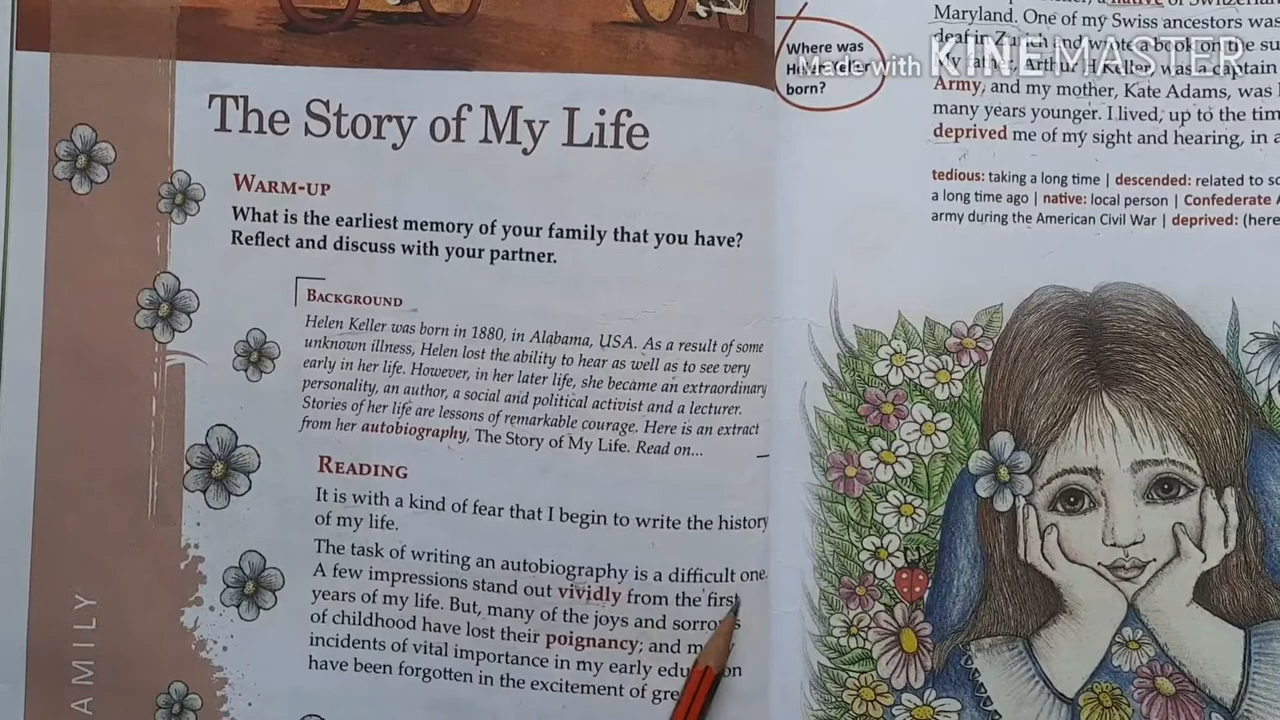 The Story of My Life
WARM-UP
What is the earliest memory of your family that you have?
Reflect and discuss with your partner.
BACKGROUND
Helen Keller was born in 1880, in Alabama, USA. As a result of some
unknown illness, Helen lost the ability to hear as well as to see very
early in her life. However, in her later life, she became an extraordinary
personality, an author, a social and political activist and a lecturer.
Stories of her life are lessons of remarkable courage. Here is an extract
from her autobiography, The Story of My Life. Read on...
READING
It is with a kind of fear that I begin to write the history
of my life.
The task of writing an autobiography is a difficult one.
A few impressions stand out vividly from the first
years of my life. But, many of the joys and sorrows
of childhood have lost their poignancy; and
incidents of vital importance in my early
have been forgotten in the excitement of
AMILY
Where was
Helen Keller
born?
Made with KINEMASTER
native of
Maryland. One of my Swiss ancestors was
deaf in Zurich and wrote a book on the su
My father, Arthur H Keller, was a captain
Army, and my mother, Kate Adams, was
many years younger. I lived, up to the tim
deprived me of my sight and hearing, in a
tedious: taking a long time | descended: related to so
a long time ago | native: local person | Confederate A
army during the American Civil War | deprived: (here